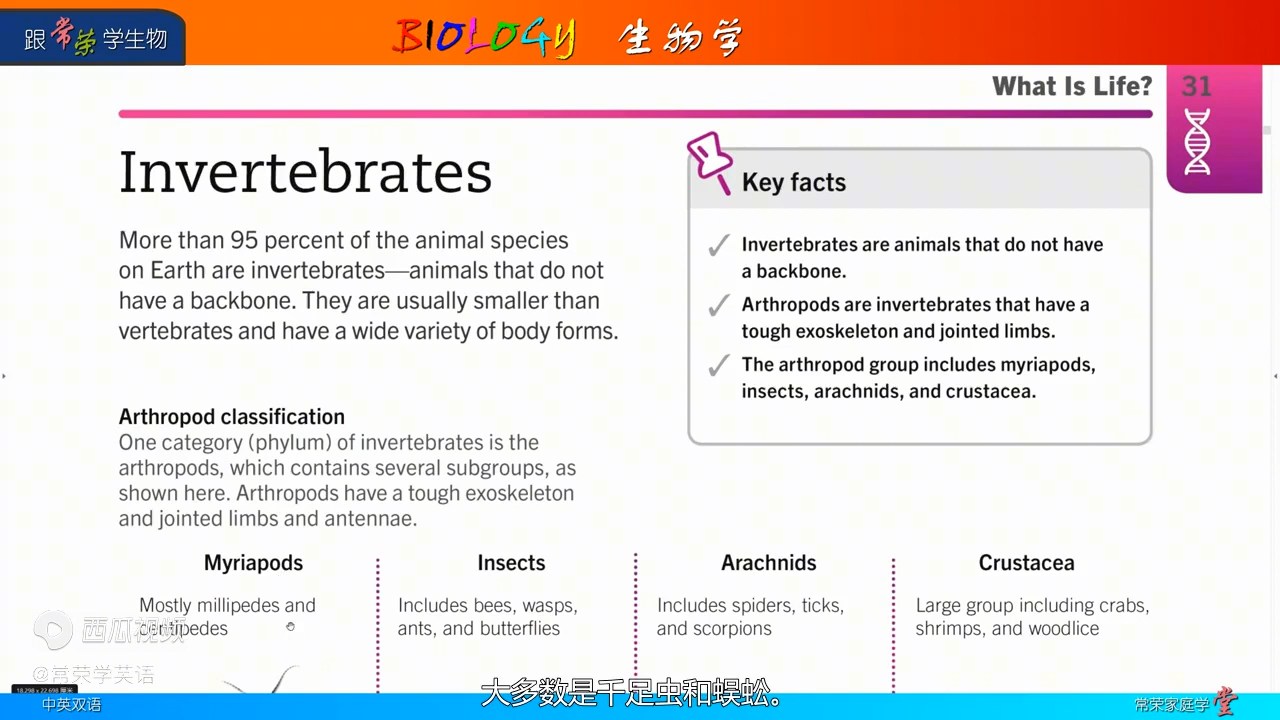 跟常荣学生物
BIOLOGY 生物学
What Is Life?
31
Invertebrates
More than 95 percent of the animal species
on Earth are invertebrates—animals that do not
have a backbone. They are usually smaller than
vertebrates and have a wide variety of body forms.
Key facts
Invertebrates are animals that do not have
a backbone.
Arthropods are invertebrates that have a
tough exoskeleton and jointed limbs.
The arthropod group includes myriapods,
insects, arachnids, and crustacea.
Arthropod classification
One category (phylum) of invertebrates is the
arthropods, which contains several subgroups, as
shown here. Arthropods have a tough exoskeleton
and jointed limbs and antennae.
Myriapods
Mostly millipedes and
centipedes
Insects
Includes bees, wasps,
ants, and butterflies
Arachnids
Includes spiders, ticks,
and scorpions
Crustacea
Large group including crabs,
shrimps, and woodlice
西瓜视频
@常荣学英语
18.298 x 22.698 厘米
大多数是千足虫和蜈蚣。
中英双语
常荣家庭学堂